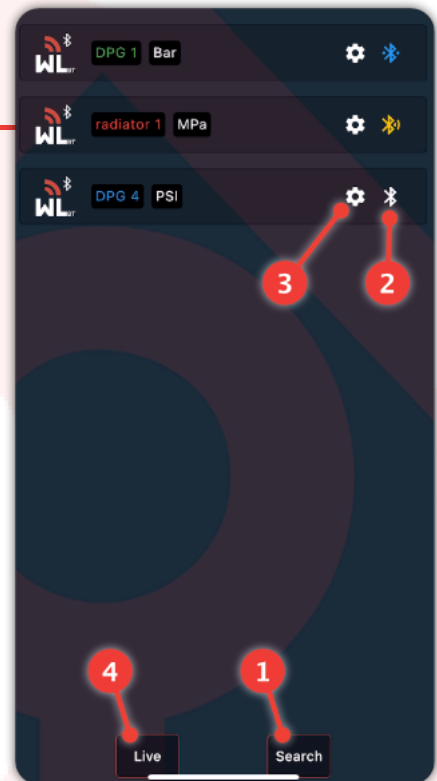 WL DPG 1 Bar
WL radiator 1 MPa
WL DPG 4 PSI
3 2
4 1
Live Search